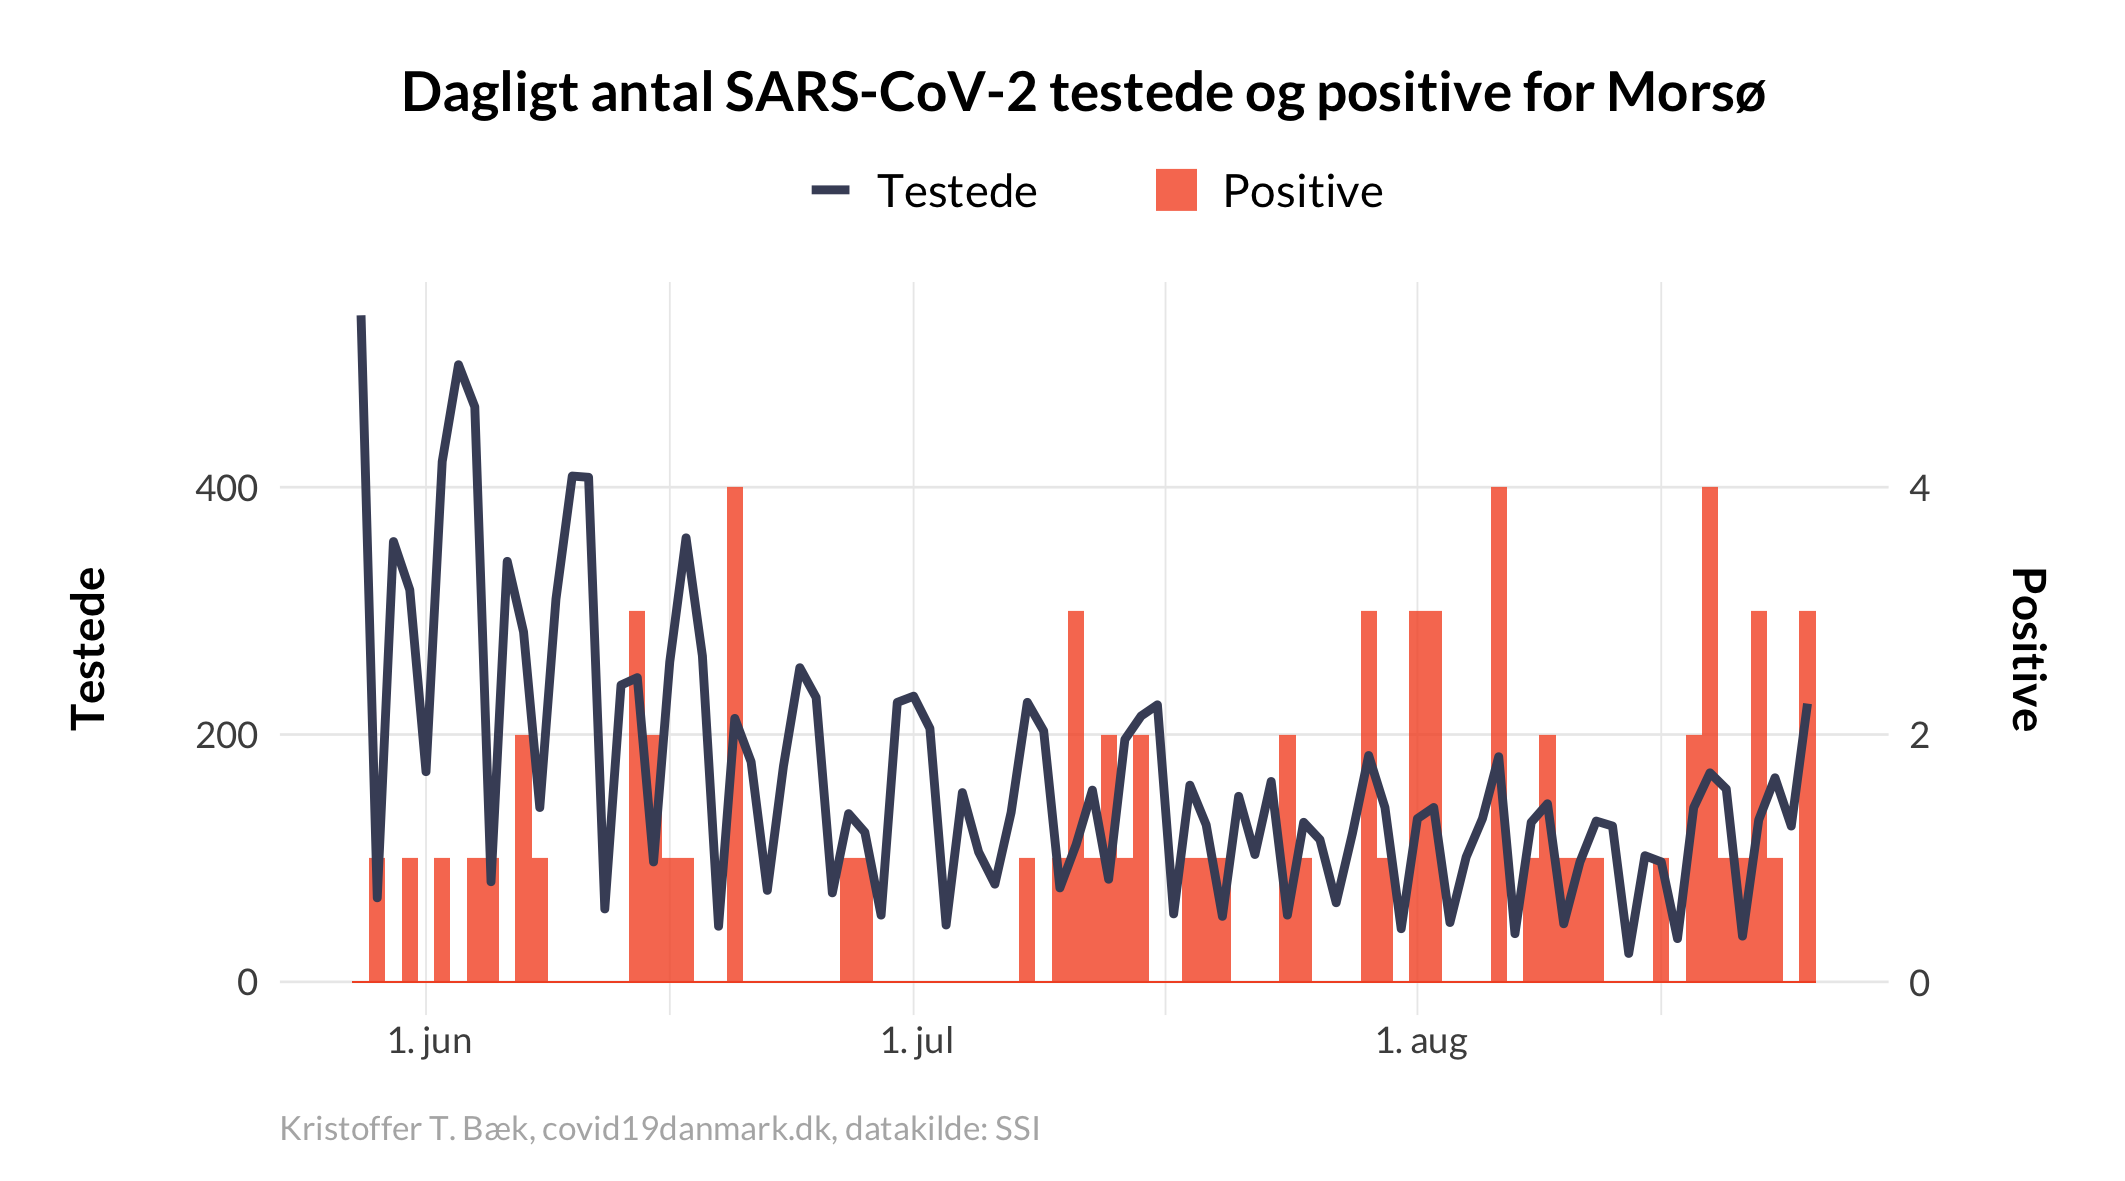 Dagligt antal SARS-CoV-2 testede og positive for Morsø
Testede
Positive
Testede
400
200
0
4
2
0
Positive
1. jun
1. jul
1. aug
Kristoffer T. Bæk, covid19danmark.dk, datakilde: SSI